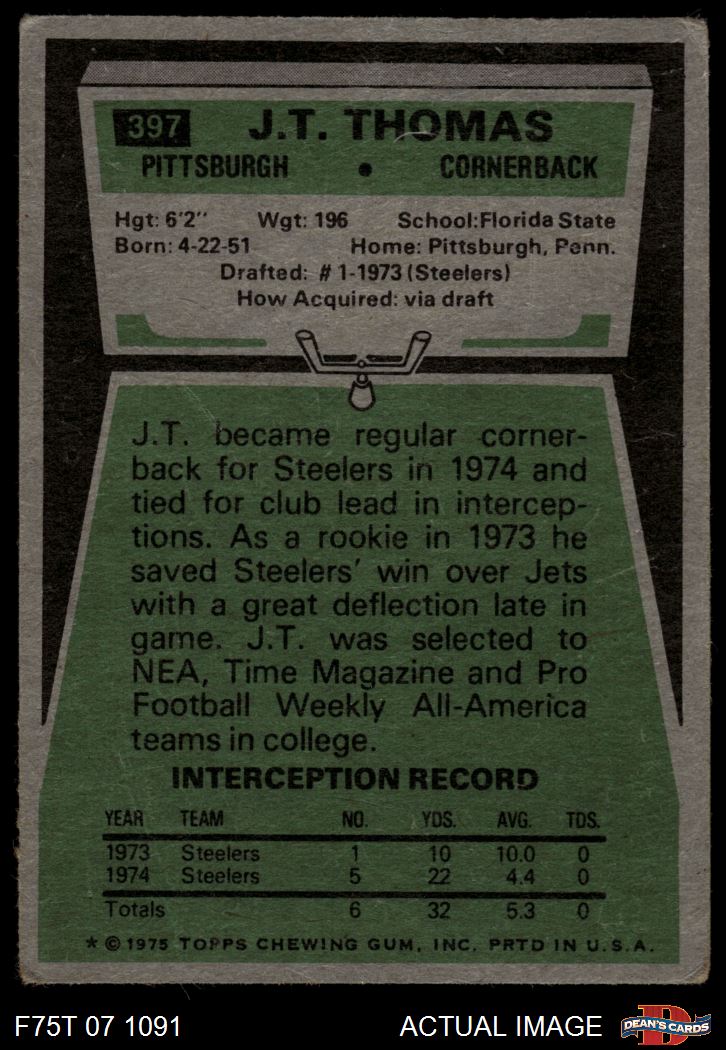 397 J.T. THOMAS
PITTSBURGH • CORNERBACK
Hgt: 6'2" Wgt: 196 School: Florida State
Born: 4-22-51 Home: Pittsburgh, Penn.
Drafted: #1-1973 (Steelers)
How Acquired: via draft
J.T. became regular corner-
back for Steelers in 1974 and
tied for club lead in intercep-
tions. As a rookie in 1973 he
saved Steelers' win over Jets
with a great deflection late in
game. J.T. was selected to
NEA, Time Magazine and Pro
Football Weekly All-America
teams in college.
INTERCEPTION RECORD
YEAR TEAM NO. YDS. AVG. TDS.
1973 Steelers 1 10 10.0 0
1974 Steelers 5 22 4.4 0
Totals 6 32 5.3 0
* © 1975 TOPPS CHEWING GUM, INC. PRTD IN U.S.A.
F75T 07 1091 ACTUAL IMAGE D DEAN'S CARDS